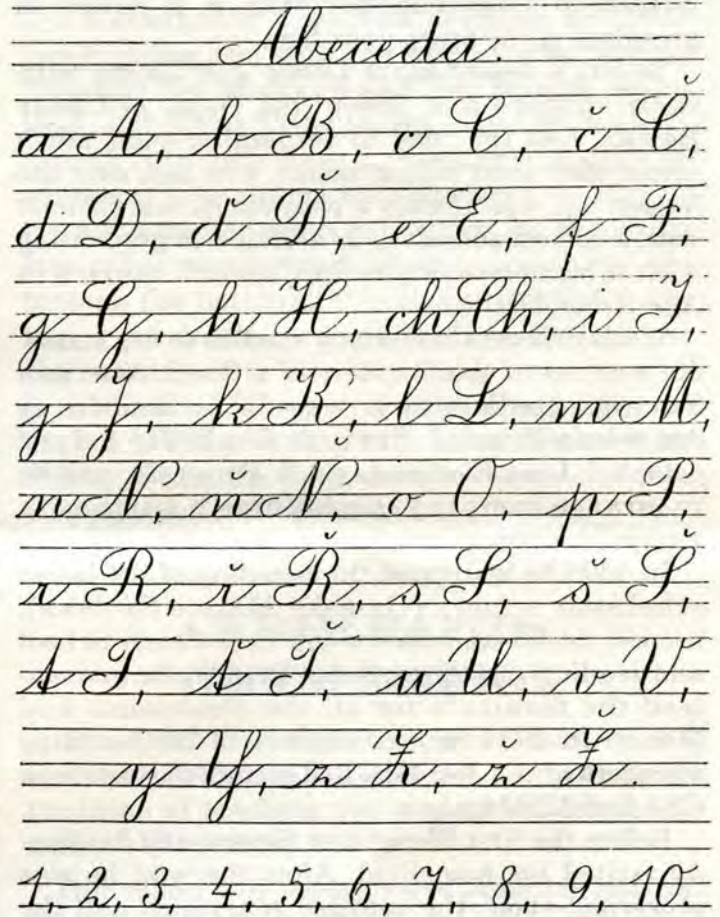 Abeceda.
a A, b B, c C, č Č,
d D, ď Ď, e E, f F,
g G, h H, ch Ch, i I,
j J, k K, l L, m M,
n N, ň Ň, o O, p P,
r R, ř Ř, s S, š Š,
t T, ť Ť, u U, v V,
y Y, z Z, ž Ž.
1, 2, 3, 4, 5, 6, 7, 8, 9, 10.